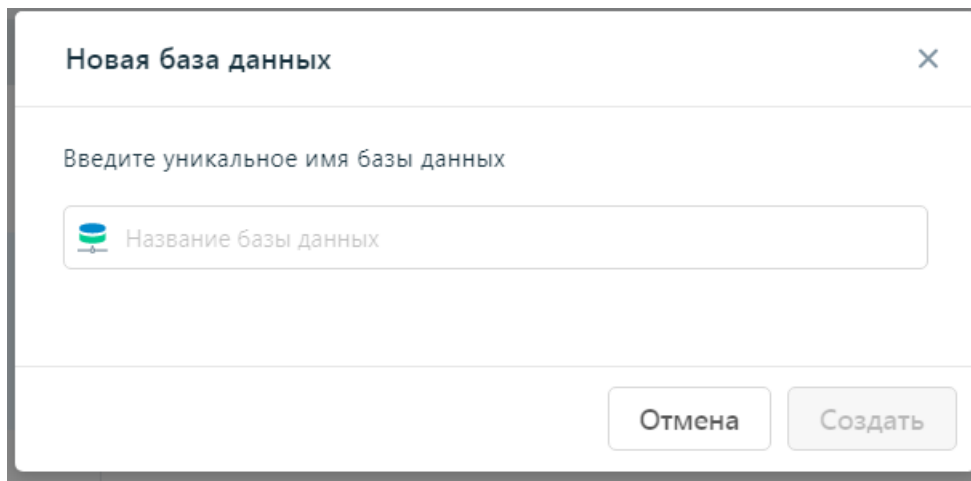 Новая база данных
Введите уникальное имя базы данных
Название базы данных
Отмена
Создать